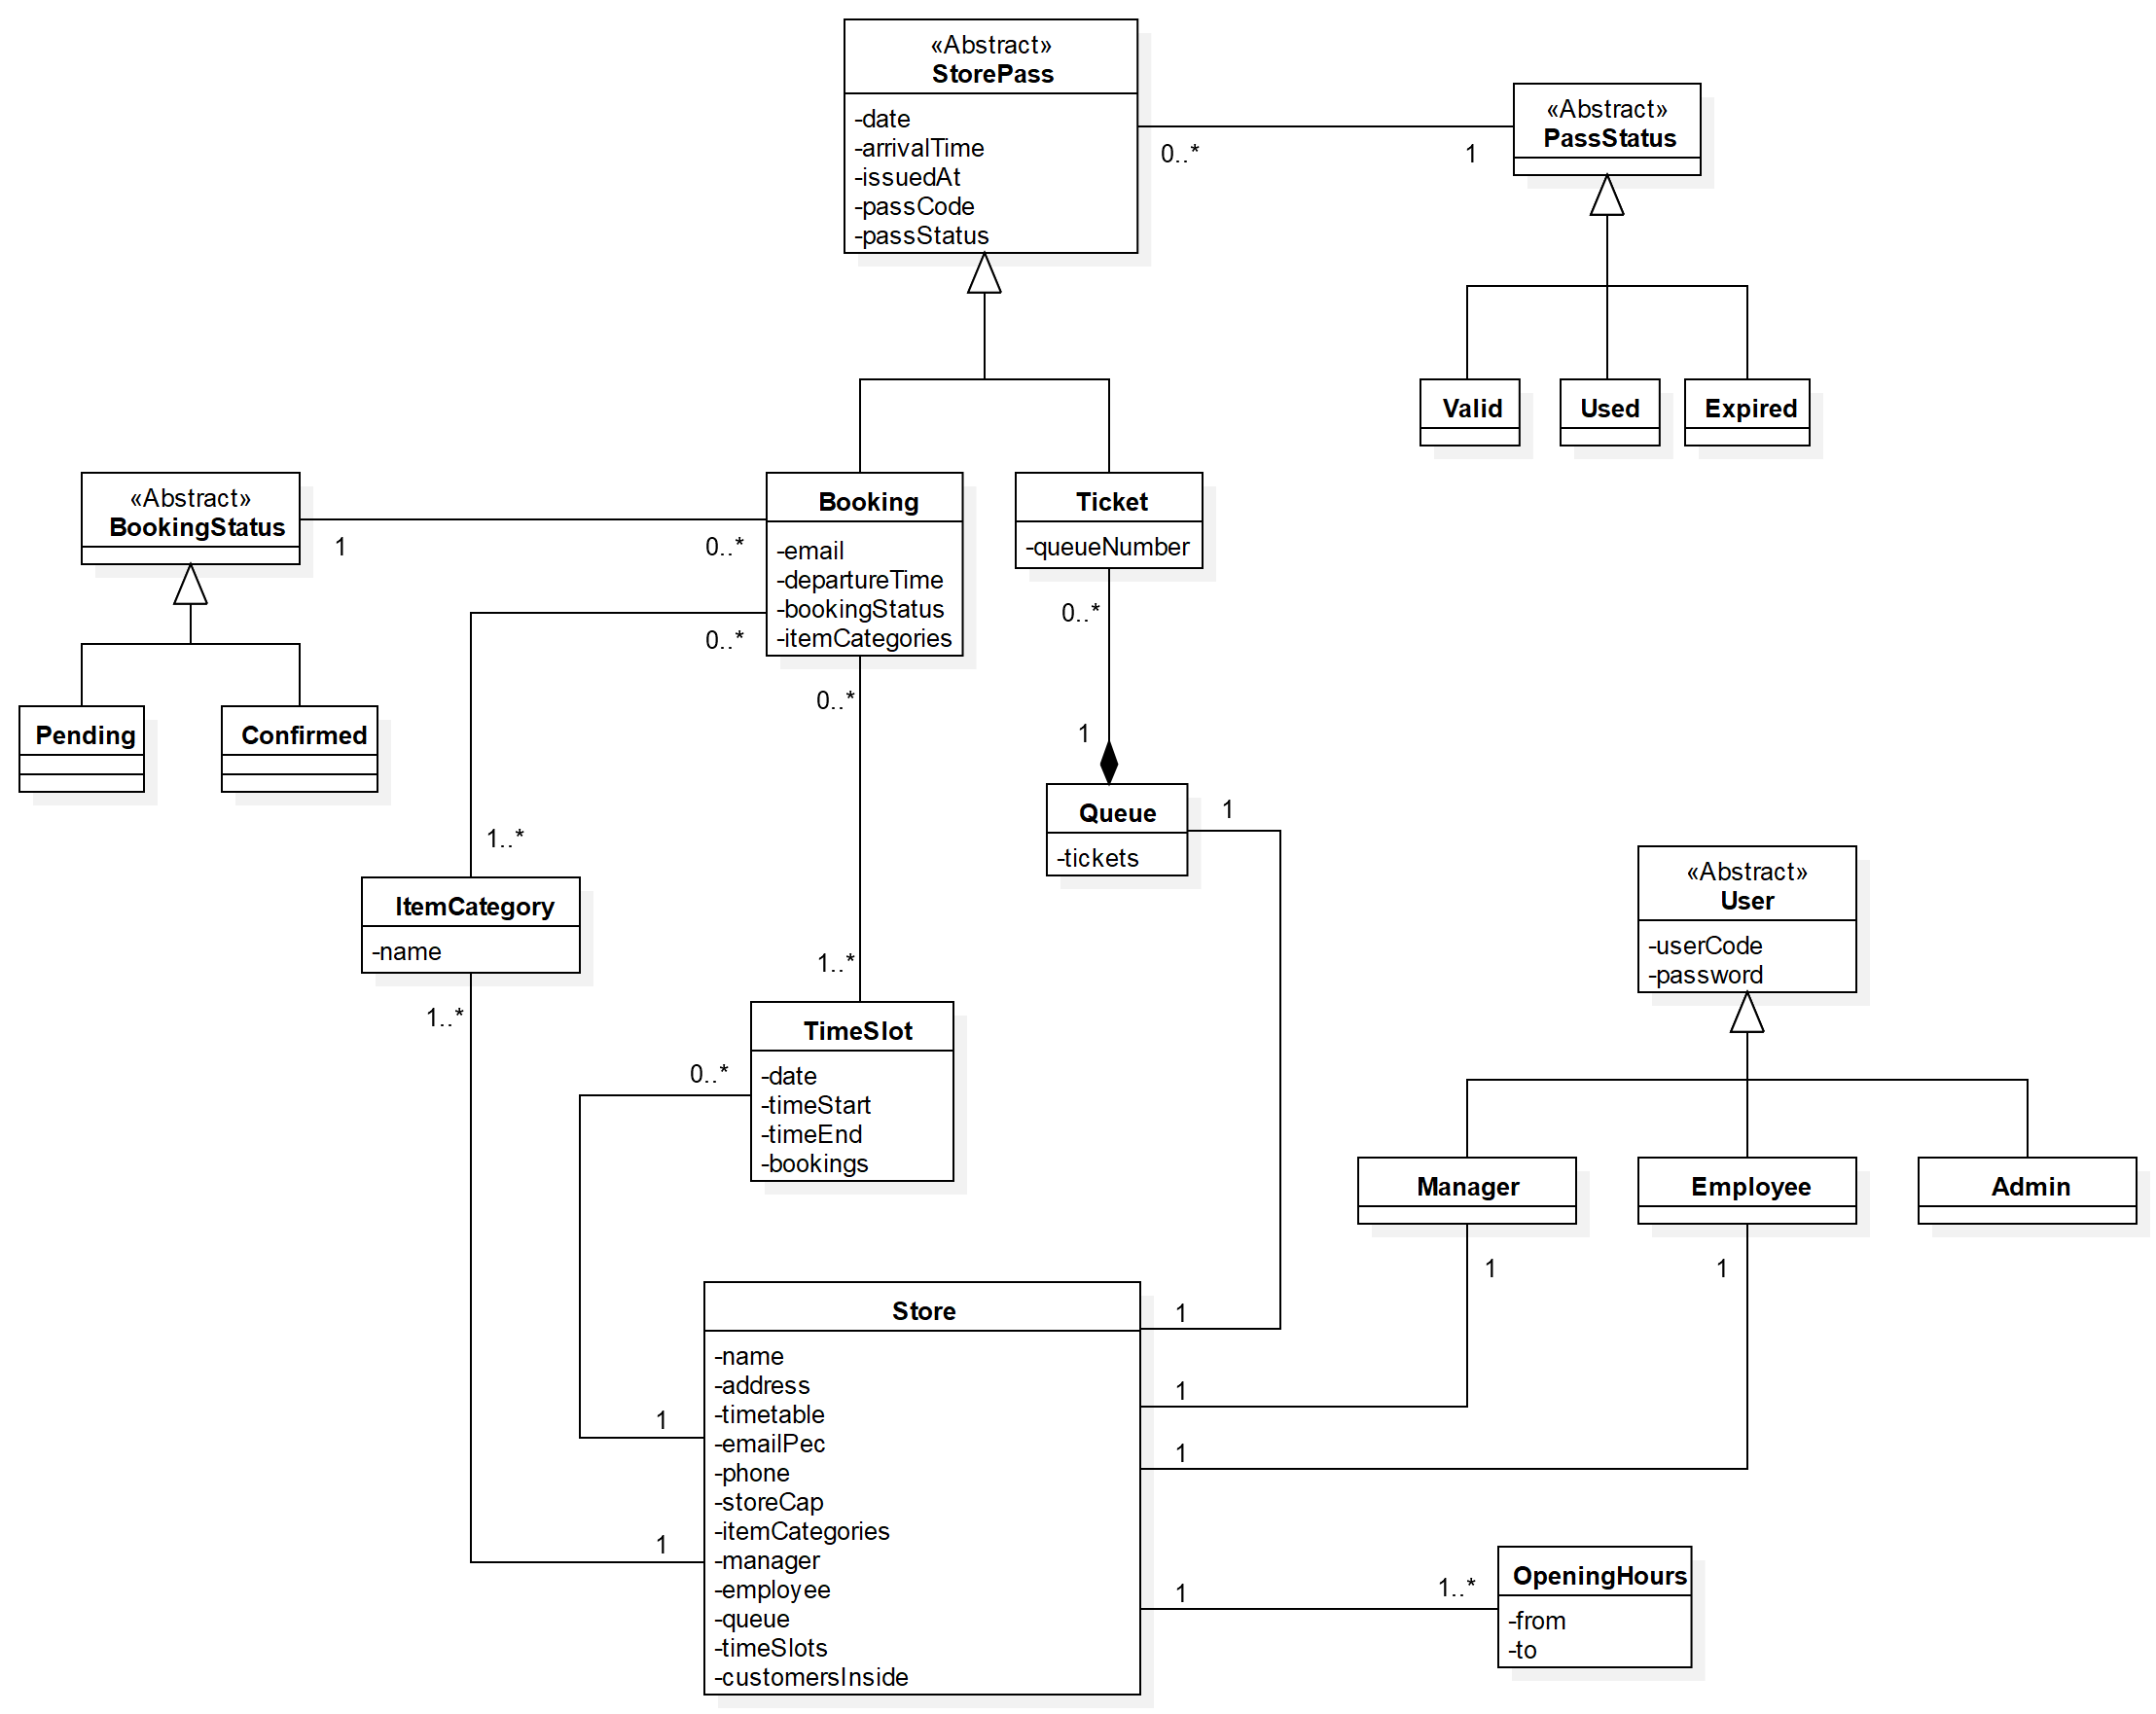 «Abstract»
StorePass
-date
-arrivalTime
-issuedAt
-passCode
-passStatus
0..*
1
«Abstract»
PassStatus
Valid
Used
Expired
«Abstract»
BookingStatus
1
0..*
Booking
-email
-departureTime
-bookingStatus
-itemCategories
0..*
0..*
Ticket
-queueNumber
0..*
1
Pending
Confirmed
Queue
-tickets
1
1..*
ItemCategory
-name
1..*
1..*
TimeSlot
-date
-timeStart
-timeEnd
-bookings
0..*
«Abstract»
User
-userCode
-password
Manager
Employee
Admin
1
1
Store
-name
-address
-timetable
-emailPec
-phone
-storeCap
-itemCategories
-manager
-employee
-queue
-timeSlots
-customersInside
1
1
1
1
1
1
1..*
OpeningHours
-from
-to